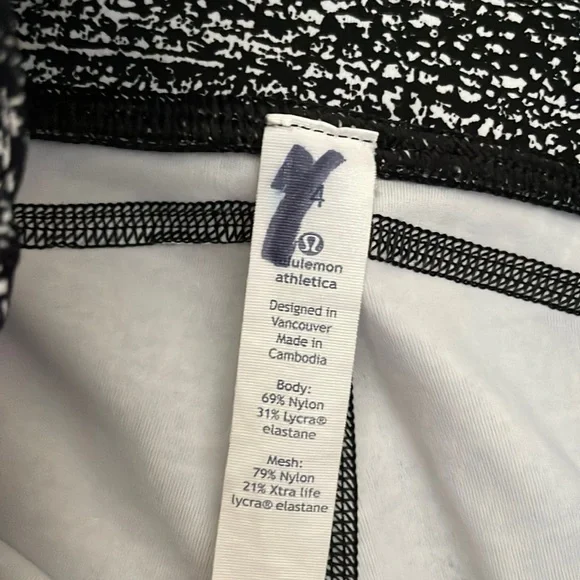 4
lululemon
athletica
Designed in
Vancouver
Made in
Cambodia
Body:
69% Nylon
31% Lycra®
elastane
Mesh:
79% Nylon
21% Xtra life
lycra® elastane